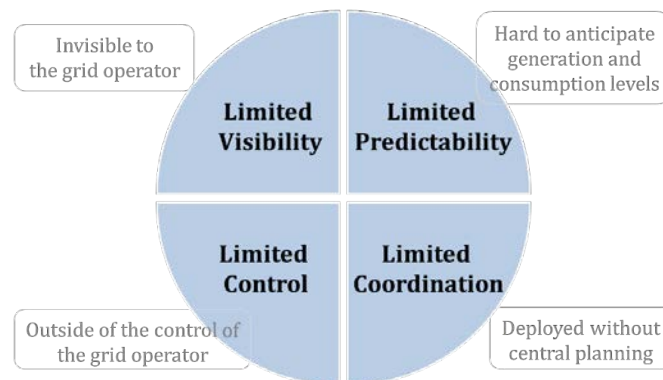 Invisible to
the grid operator
Hard to anticipate
generation and
consumption levels
Limited
Visibility
Limited
Predictability
Limited
Control
Limited
Coordination
Outside of the control of
the grid operator
Deployed without
central planning